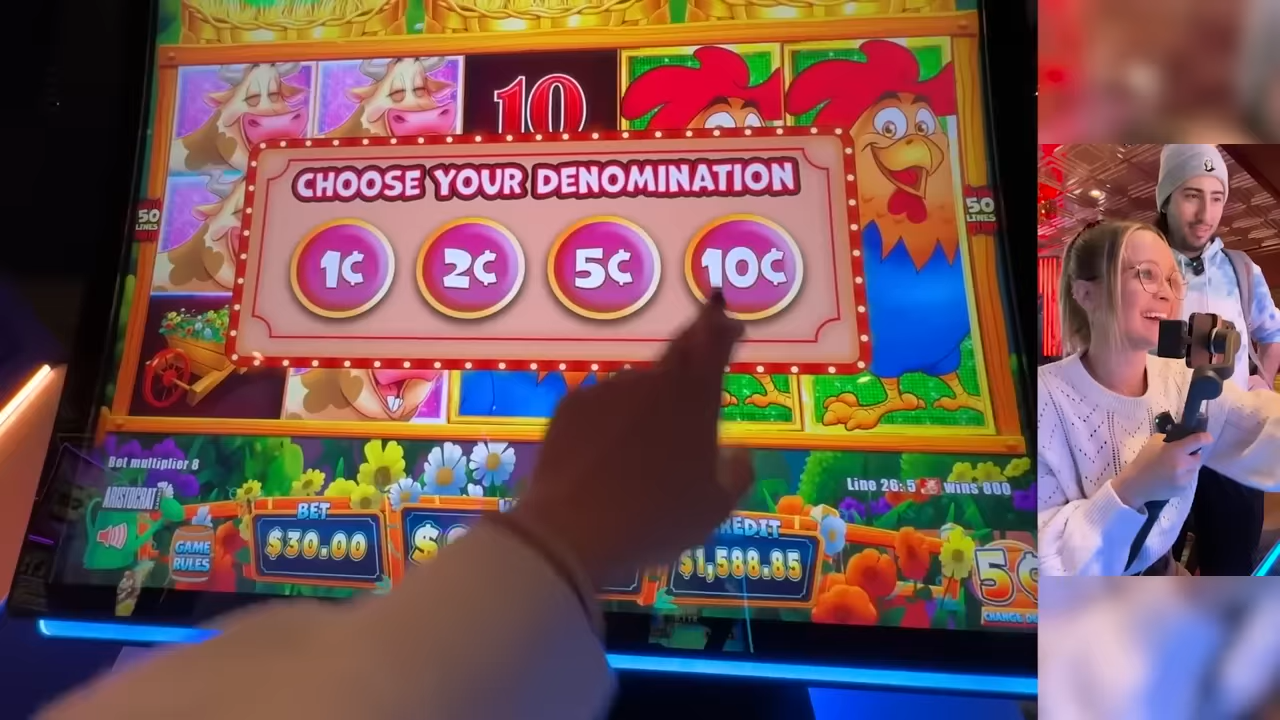 10
CHOOSE YOUR DENOMINATION
1¢ 2¢ 5¢ 10¢
50
LINES
50
LINES
Bet multiplier 8
Line 26:5 wins 800
ARISTOCRAT
GAME
RULES
BET
$30.00
$
CREDIT
$1,588.85
5¢
CHANGE